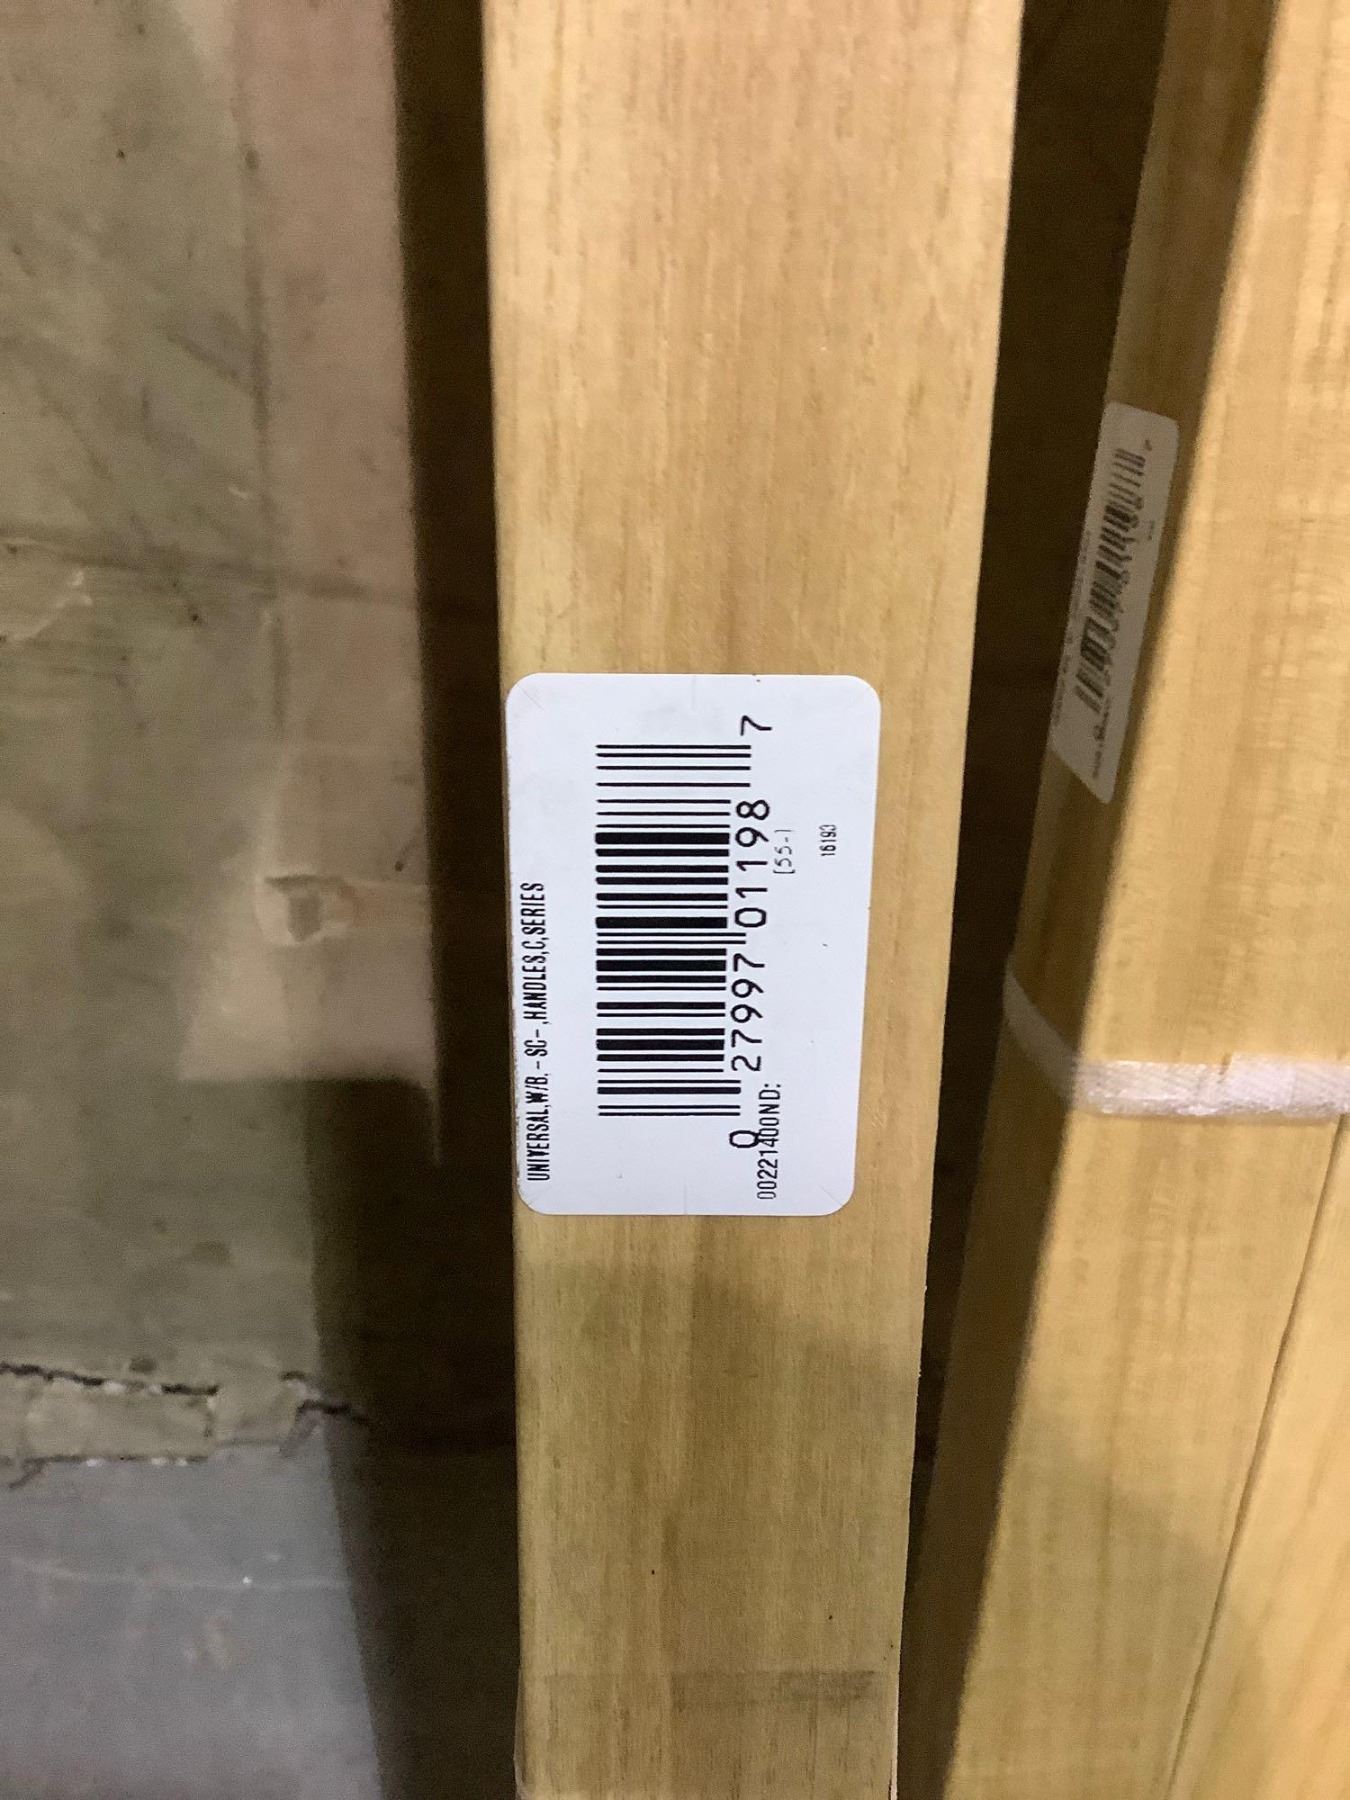 UNIVERSAL,W/B,-SC-,HANDLES,C,SERIES
0 27997 01198 7
00221400ND:
[55-]
16193